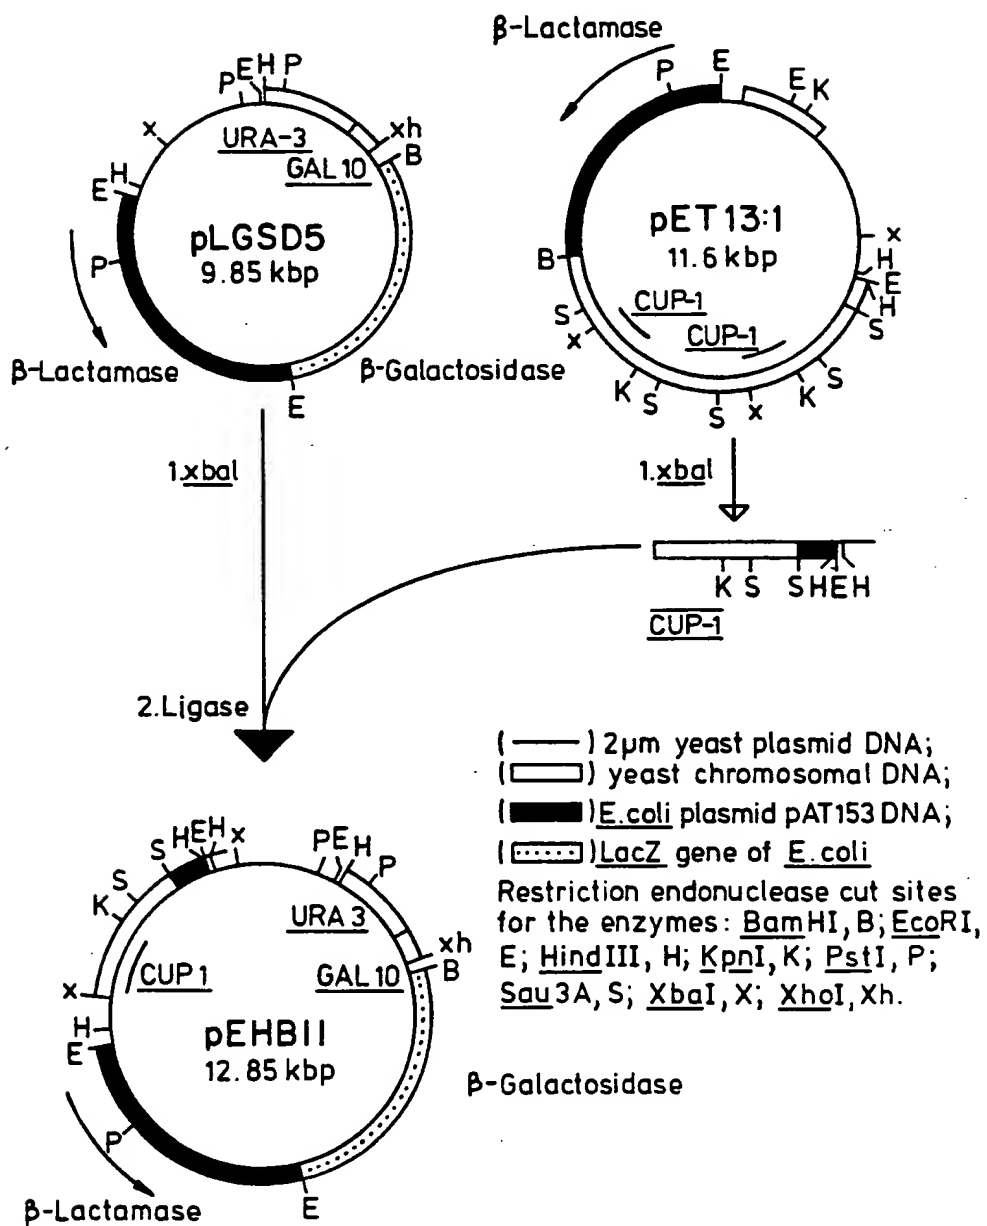 β-Lactamase
P E H P
x
xh
B
URA-3
GAL 10
H
E
P
pLGSD5
9.85 kbp
β-Lactamase
β-Galactosidase
E
P
E
E
K
pET13:1
11.6 kbp
x
H
E
H
B
S
x
CUP-1
CUP-1
S
S
K
K
S
S
x
1.xbaI
1.xbaI
K S SHEH
CUP-1
2.Ligase
( ) 2µm yeast plasmid DNA;
( ) yeast chromosomal DNA;
( ) E.coli plasmid pAT153 DNA;
( ) LacZ gene of E.coli
Restriction endonuclease cut sites
for the enzymes: BamHI, B; EcoRI,
E; HindIII, H; KpnI, K; PstI, P;
Sau3A, S; XbaI, X; XhoI, Xh.
S HEH x
P E H
P
S
K
x
H
E
URA 3
xh
B
CUP 1
GAL 10
pEHB11
12.85 kbp
β-Galactosidase
P
E
β-Lactamase